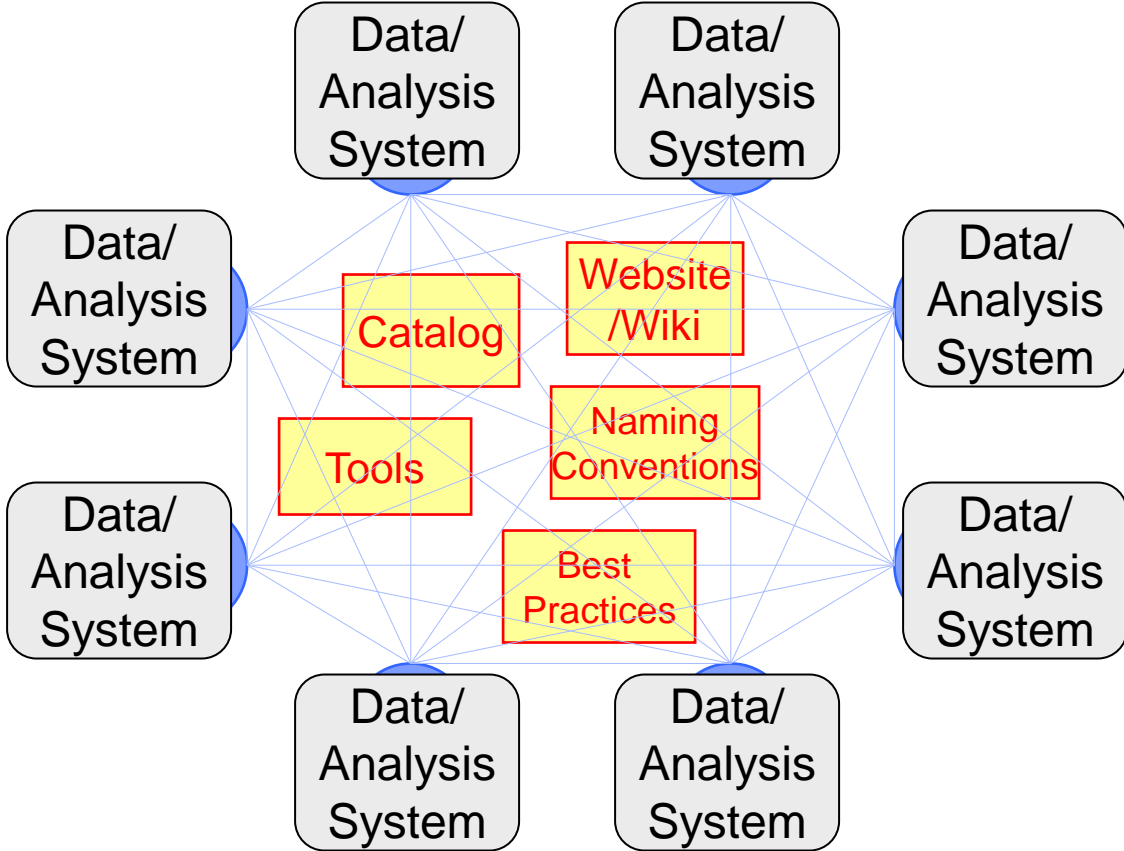 Data/
Analysis
System
Data/
Analysis
System
Data/
Analysis
System
Website
/Wiki
Data/
Analysis
System
Catalog
Naming
Conventions
Tools
Data/
Analysis
System
Data/
Analysis
System
Best
Practices
Data/
Analysis
System
Data/
Analysis
System